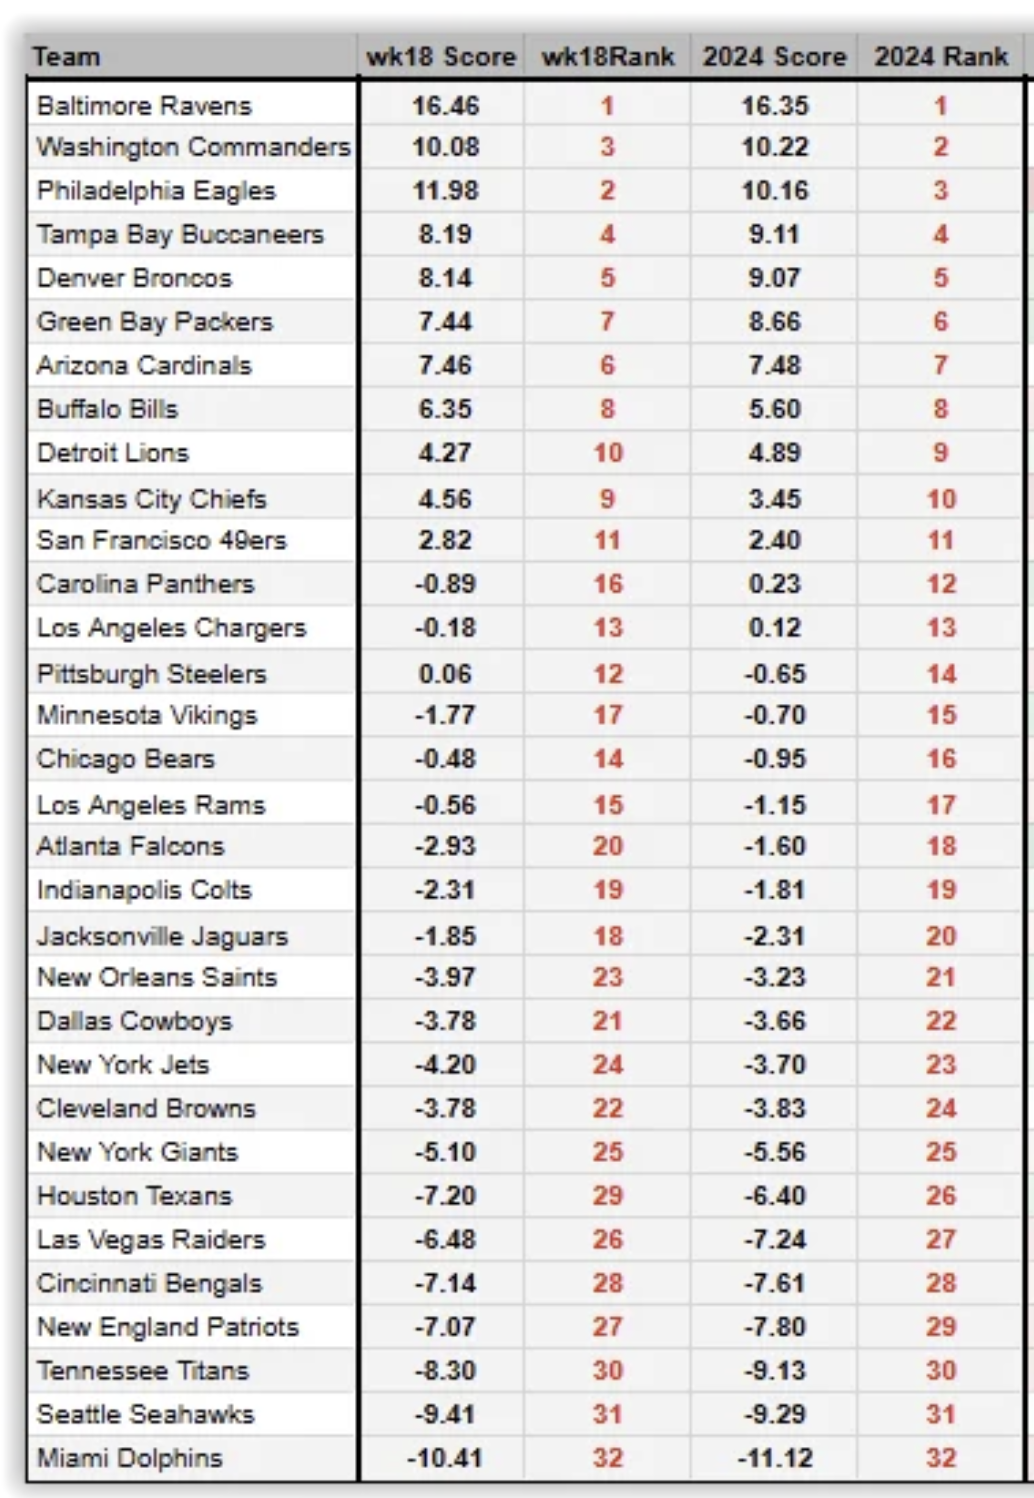 Team wk18 Score wk18Rank 2024 Score 2024 Rank
Baltimore Ravens 16.46 1 16.35 1
Washington Commanders 10.08 3 10.22 2
Philadelphia Eagles 11.98 2 10.16 3
Tampa Bay Buccaneers 8.19 4 9.11 4
Denver Broncos 8.14 5 9.07 5
Green Bay Packers 7.44 7 8.66 6
Arizona Cardinals 7.46 6 7.48 7
Buffalo Bills 6.35 8 5.60 8
Detroit Lions 4.27 10 4.89 9
Kansas City Chiefs 4.56 9 3.45 10
San Francisco 49ers 2.82 11 2.40 11
Carolina Panthers -0.89 16 0.23 12
Los Angeles Chargers -0.18 13 0.12 13
Pittsburgh Steelers 0.06 12 -0.65 14
Minnesota Vikings -1.77 17 -0.70 15
Chicago Bears -0.48 14 -0.95 16
Los Angeles Rams -0.56 15 -1.15 17
Atlanta Falcons -2.93 20 -1.60 18
Indianapolis Colts -2.31 19 -1.81 19
Jacksonville Jaguars -1.85 18 -2.31 20
New Orleans Saints -3.97 23 -3.23 21
Dallas Cowboys -3.78 21 -3.66 22
New York Jets -4.20 24 -3.70 23
Cleveland Browns -3.78 22 -3.83 24
New York Giants -5.10 25 -5.56 25
Houston Texans -7.20 29 -6.40 26
Las Vegas Raiders -6.48 26 -7.24 27
Cincinnati Bengals -7.14 28 -7.61 28
New England Patriots -7.07 27 -7.80 29
Tennessee Titans -8.30 30 -9.13 30
Seattle Seahawks -9.41 31 -9.29 31
Miami Dolphins -10.41 32 -11.12 32